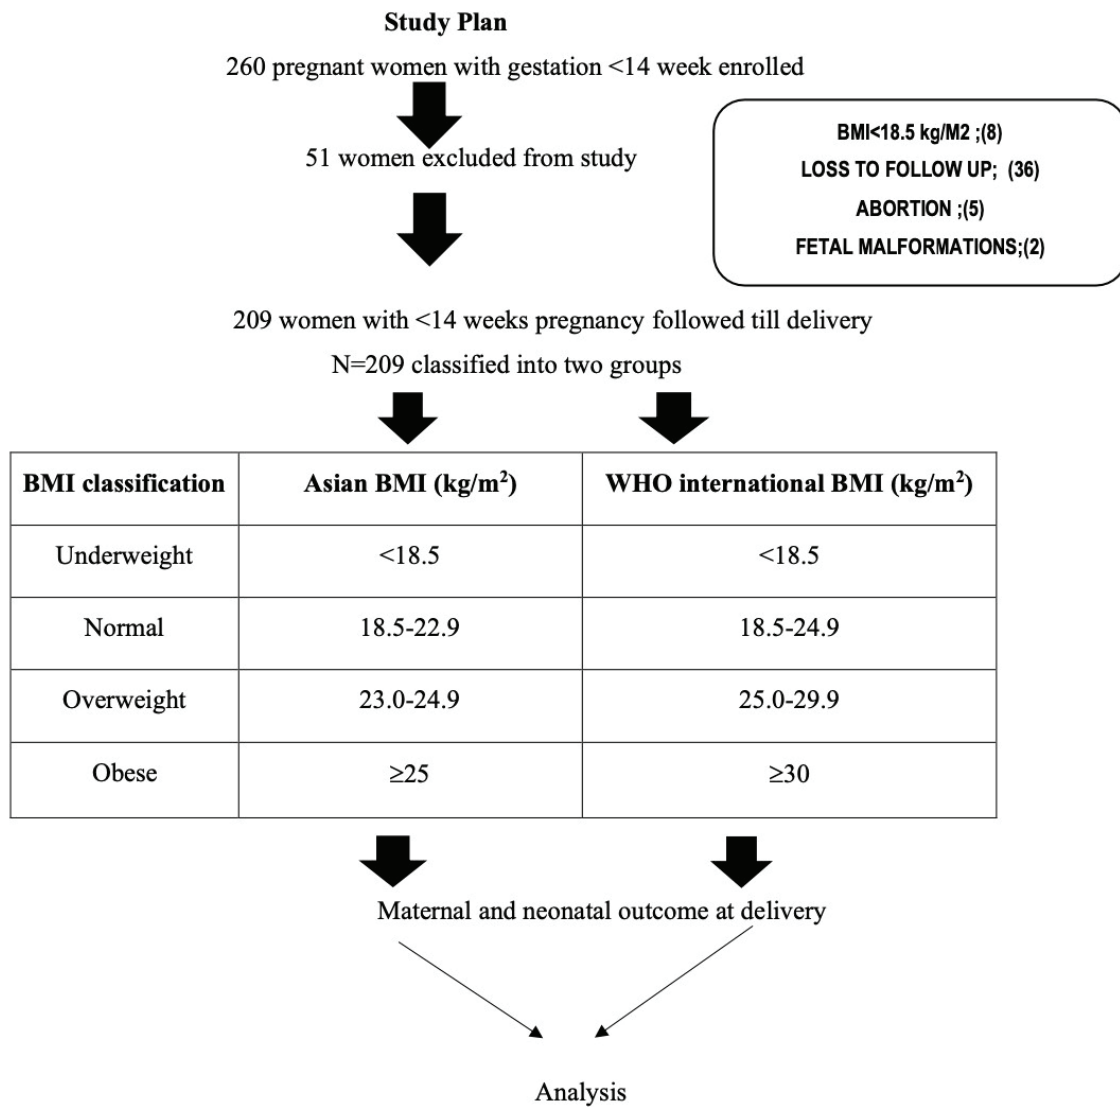 Study Plan
260 pregnant women with gestation <14 week enrolled
51 women excluded from study
BMI<18.5 kg/M2 ;(8)
LOSS TO FOLLOW UP;  (36)
ABORTION ;(5)
FETAL MALFORMATIONS;(2)
209 women with <14 weeks pregnancy followed till delivery
N=209 classified into two groups
BMI classification Asian BMI (kg/m²) WHO international BMI (kg/m²)
Underweight <18.5 <18.5
Normal 18.5-22.9 18.5-24.9
Overweight 23.0-24.9 25.0-29.9
Obese ≥25 ≥30
Maternal and neonatal outcome at delivery
Analysis